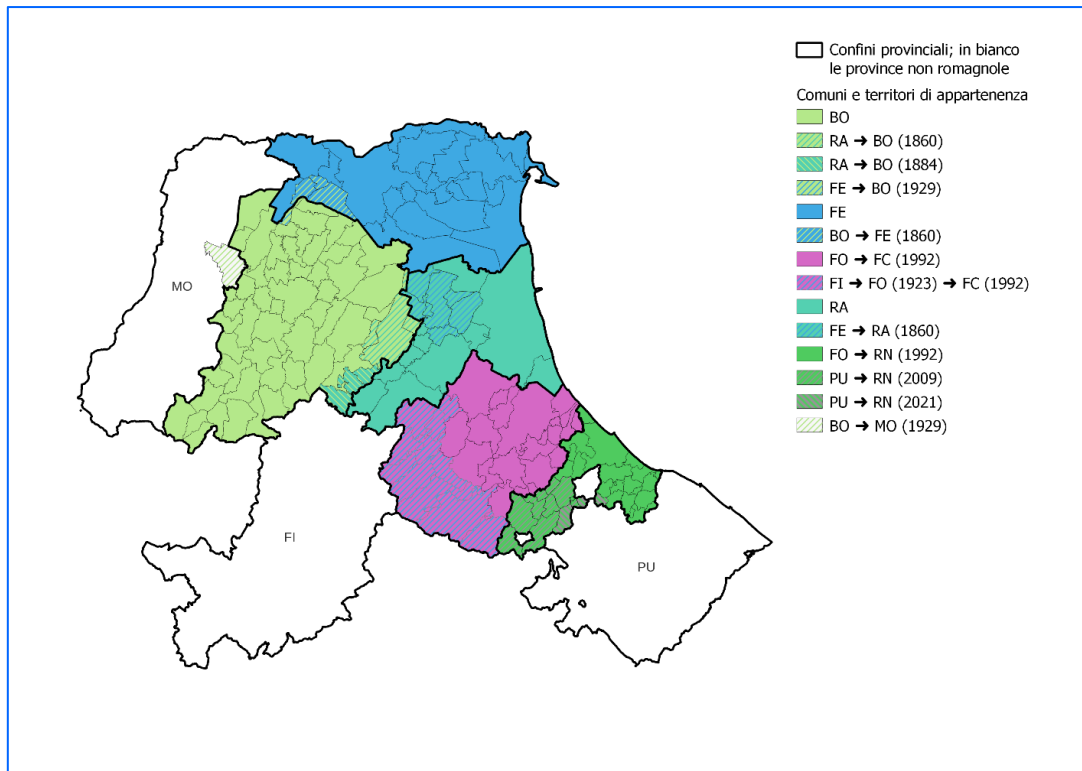 Confini provinciali; in bianco
le province non romagnole
Comuni e territori di appartenenza
BO
RA → BO (1860)
RA → BO (1884)
FE → BO (1929)
FE
BO → FE (1860)
FO → FC (1992)
FI → FO (1923) → FC (1992)
RA
FE → RA (1860)
FO → RN (1992)
PU → RN (2009)
PU → RN (2021)
BO → MO (1929)
MO
FI
PU